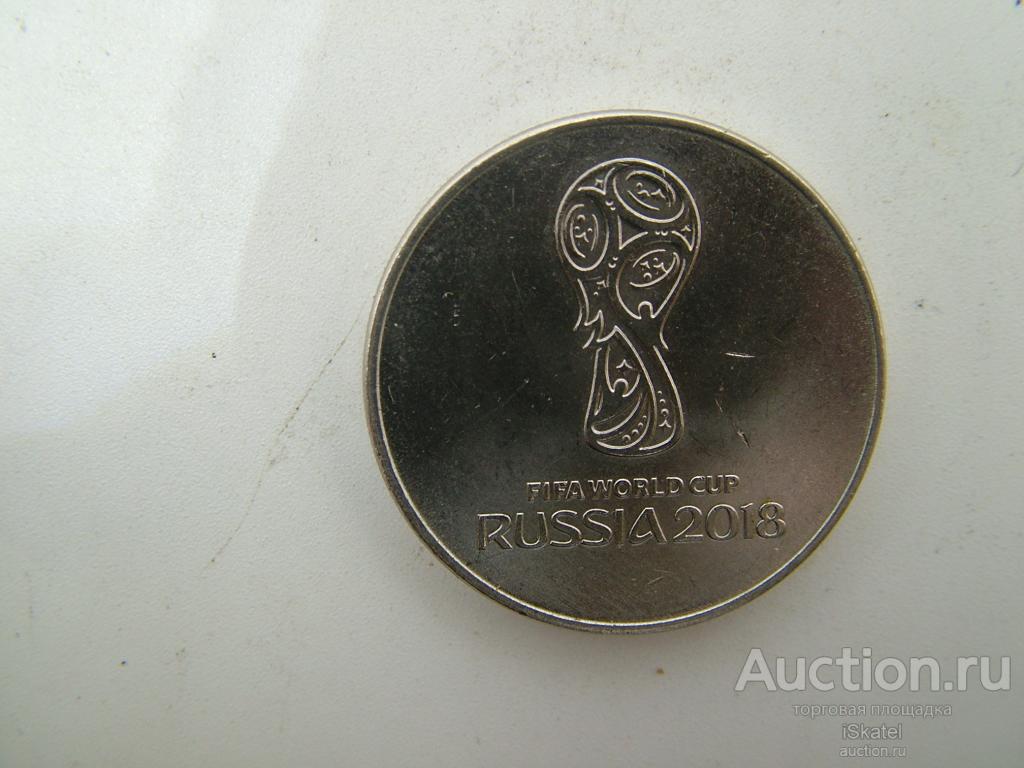 FIFA WORLD CUP
RUSSIA 2018
Auction.ru
торговая площадка
iSkatel
auction.ru